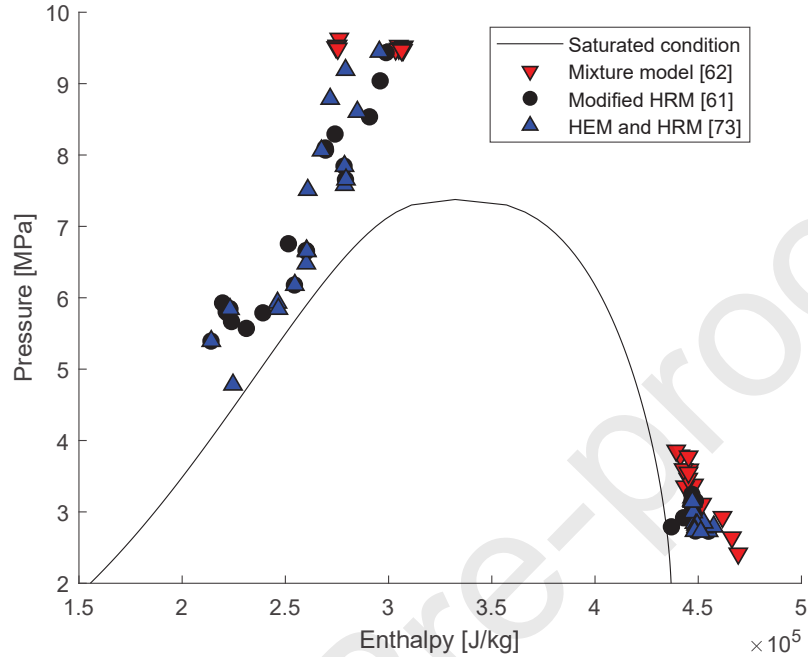 10
9
8
7
6
5
4
3
2
Pressure [MPa]
Saturated condition
Mixture model [62]
Modified HRM [61]
HEM and HRM [73]
1.5
2
2.5
3
3.5
4
4.5
5
Enthalpy [J/kg]
× 10⁵
pre-proo